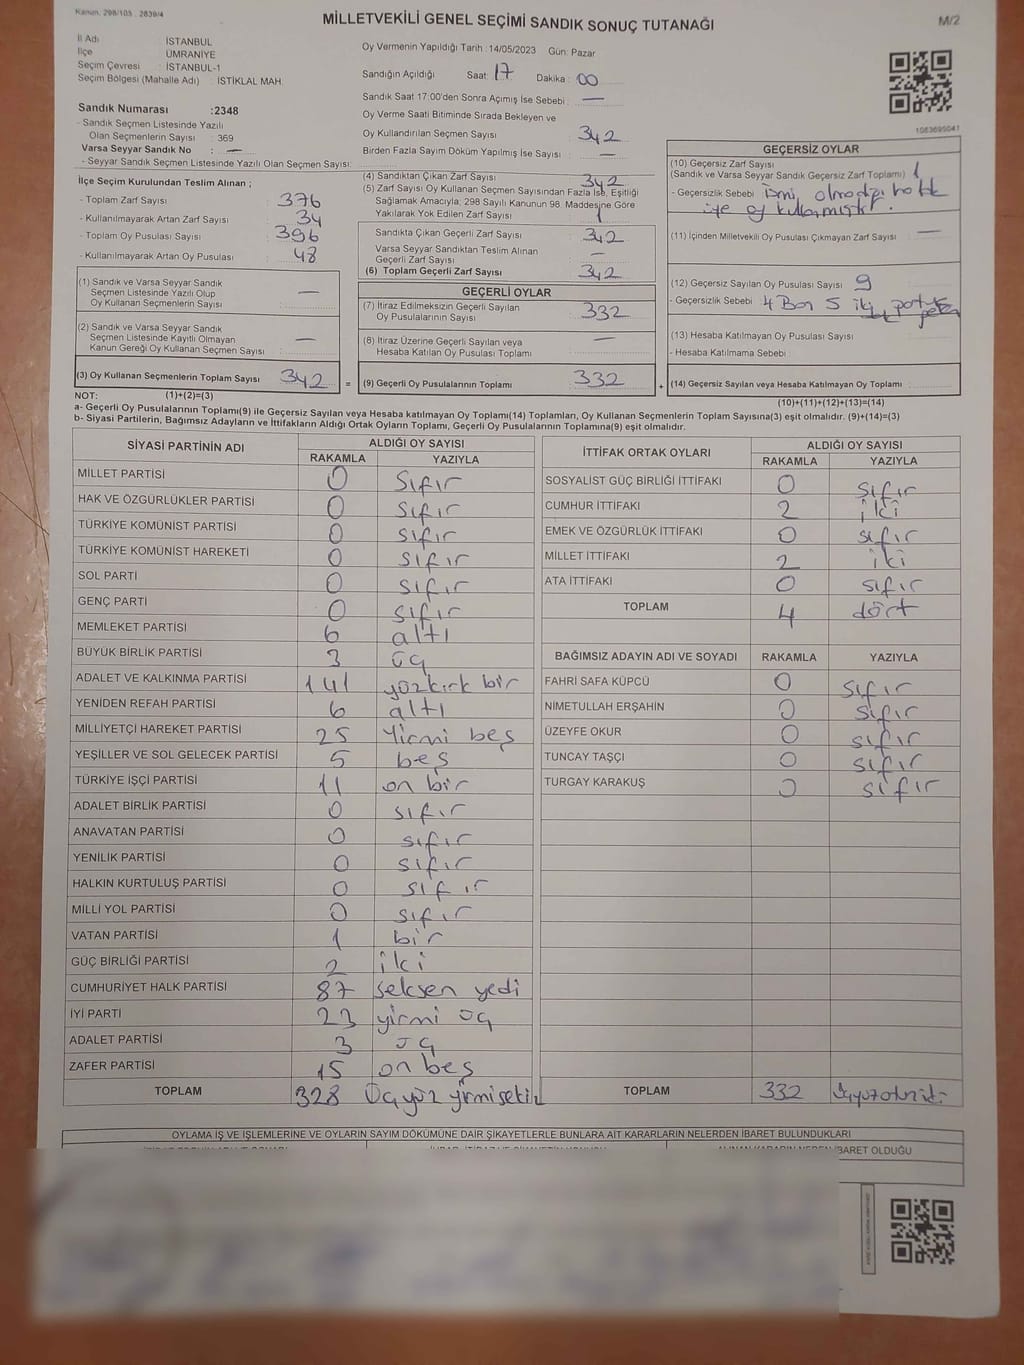 Kanun: 298/105 , 2839/4
MİLLETVEKİLİ GENEL SEÇİMİ SANDIK SONUÇ TUTANAĞI
M/2
İl Adı : İSTANBUL
İlçe : ÜMRANİYE
Seçim Çevresi : İSTANBUL-1
Seçim Bölgesi (Mahalle Adı) : İSTİKLAL MAH.
Sandık Numarası :2348
- Sandık Seçmen Listesinde Yazılı
Olan Seçmenlerin Sayısı : 369
Varsa Seyyar Sandık No : —
- Seyyar Sandık Seçmen Listesinde Yazılı Olan Seçmen Sayısı:
Oy Vermenin Yapıldığı Tarih :14/05/2023 Gün: Pazar
Sandığın Açıldığı Saat: 17 Dakika : 00
Sandık Saat 17:00'den Sonra Açımış İse Sebebi : —
Oy Verme Saati Bitiminde Sırada Bekleyen ve
Oy Kullandırılan Seçmen Sayısı : 342
Birden Fazla Sayım Döküm Yapılmış İse Sayısı : —
1083695041
İlçe Seçim Kurulundan Teslim Alınan ;
- Toplam Zarf Sayısı : 376
- Kullanılmayarak Artan Zarf Sayısı : 34
- Toplam Oy Pusulası Sayısı : 396
- Kullanılmayarak Artan Oy Pusulası : 48
(4) Sandıktan Çıkan Zarf Sayısı : 342
(5) Zarf Sayısı Oy Kullanan Seçmen Sayısından Fazla İse, Eşitliği
Sağlamak Amacıyla; 298 Sayılı Kanunun 98. Maddesine Göre
Yakılarak Yok Edilen Zarf Sayısı : 1
Sandıkta Çıkan Geçerli Zarf Sayısı : 342
Varsa Seyyar Sandıktan Teslim Alınan
Geçerli Zarf Sayısı : —
(6) Toplam Geçerli Zarf Sayısı : 342
GEÇERSİZ OYLAR
(10) Geçersiz Zarf Sayısı
(Sandık ve Varsa Seyyar Sandık Geçersiz Zarf Toplamı) : 1
- Geçersizlik Sebebi : ismi olmadığı halde
oy kullanmıştır.
(11) İçinden Milletvekili Oy Pusulası Çıkmayan Zarf Sayısı : —
(12) Geçersiz Sayılan Oy Pusulası Sayısı : 9
- Geçersizlik Sebebi : 4 Boş 5 iki
(13) Hesaba Katılmayan Oy Pusulası Sayısı :
- Hesaba Katılmama Sebebi :
(14) Geçersiz Sayılan veya Hesaba Katılmayan Oy Toplamı :
(10)+(11)+(12)+(13)=(14)
(1) Sandık ve Varsa Seyyar Sandık
Seçmen Listesinde Yazılı Olup
Oy Kullanan Seçmenlerin Sayısı : —
(2) Sandık ve Varsa Seyyar Sandık
Seçmen Listesinde Kayıtlı Olmayan
Kanun Gereği Oy Kullanan Seçmen Sayısı : —
(3) Oy Kullanan Seçmenlerin Toplam Sayısı : 342 =
(1)+(2)=(3)
GEÇERLİ OYLAR
(7) İtiraz Edilmeksizin Geçerli Sayılan
Oy Pusulalarının Sayısı : 332
(8) İtiraz Üzerine Geçerli Sayılan veya
Hesaba Katılan Oy Pusulası Toplamı : —
(9) Geçerli Oy Pusulalarının Toplamı : 332 +
NOT:
a- Geçerli Oy Pusulalarının Toplamı(9) ile Geçersiz Sayılan veya Hesaba katılmayan Oy Toplamı(14) Toplamları, Oy Kullanan Seçmenlerin Toplam Sayısına(3) eşit olmalıdır. (9)+(14)=(3)
b- Siyasi Partilerin, Bağımsız Adayların ve İttifakların Aldığı Ortak Oyların Toplamı, Geçerli Oy Pusulalarının Toplamına(9) eşit olmalıdır.
SİYASİ PARTİNİN ADI ALDIĞI OY SAYISI
RAKAMLA YAZIYLA
MİLLET PARTİSİ 0 sıfır
HAK VE ÖZGÜRLÜKLER PARTİSİ 0 sıfır
TÜRKİYE KOMÜNİST PARTİSİ 0 sıfır
TÜRKİYE KOMÜNİST HAREKETİ 0 sıfır
SOL PARTİ 0 sıfır
GENÇ PARTİ 0 sıfır
MEMLEKET PARTİSİ 6 altı
BÜYÜK BİRLİK PARTİSİ 3 üç
ADALET VE KALKINMA PARTİSİ 141 yüzkırk bir
YENİDEN REFAH PARTİSİ 6 altı
MİLLİYETÇİ HAREKET PARTİSİ 25 Yirmi beş
YEŞİLLER VE SOL GELECEK PARTİSİ 5 beş
TÜRKİYE İŞÇİ PARTİSİ 11 on bir
ADALET BİRLİK PARTİSİ 0 sıfır
ANAVATAN PARTİSİ 0 sıfır
YENİLİK PARTİSİ 0 sıfır
HALKIN KURTULUŞ PARTİSİ 0 sıfır
MİLLİ YOL PARTİSİ 0 sıfır
VATAN PARTİSİ 1 bir
GÜÇ BİRLİĞİ PARTİSİ 2 iki
CUMHURİYET HALK PARTİSİ 87 seksen yedi
İYİ PARTİ 23 yirmi üç
ADALET PARTİSİ 3 üç
ZAFER PARTİSİ 15 on beş
TOPLAM 328 Üçyüz yirmisekiz
İTTİFAK ORTAK OYLARI ALDIĞI OY SAYISI
RAKAMLA YAZIYLA
SOSYALİST GÜÇ BİRLİĞİ İTTİFAKI 0 sıfır
CUMHUR İTTİFAKI 2 iki
EMEK VE ÖZGÜRLÜK İTTİFAKI 0 sıfır
MİLLET İTTİFAKI 2 iki
ATA İTTİFAKI 0 sıfır
TOPLAM 4 dört
BAĞIMSIZ ADAYIN ADI VE SOYADI RAKAMLA YAZIYLA
FAHRİ SAFA KÜPCÜ 0 sıfır
NİMETULLAH ERŞAHİN 0 sıfır
ÜZEYFE OKUR 0 sıfır
TUNCAY TAŞÇI 0 sıfır
TURGAY KARAKUŞ 0 sıfır
TOPLAM 332 üçyüzotuziki
OYLAMA İŞ VE İŞLEMLERİNE VE OYLARIN SAYIM DÖKÜMÜNE DAİR ŞİKAYETLERLE BUNLARA AİT KARARLARIN NELERDEN İBARET BULUNDUKLARI
İBARET OLDUĞU